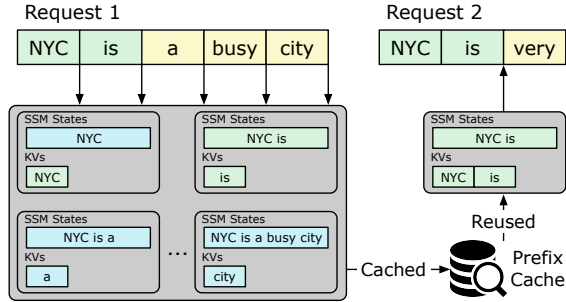 Request 1
NYC is a busy city
SSM States
NYC
KVs
NYC
SSM States
NYC is
KVs
is
SSM States
NYC is a
KVs
a
...
SSM States
NYC is a busy city
KVs
city
Cached
Request 2
NYC is very
SSM States
NYC is
KVs
NYC is
Reused
Prefix
Cache